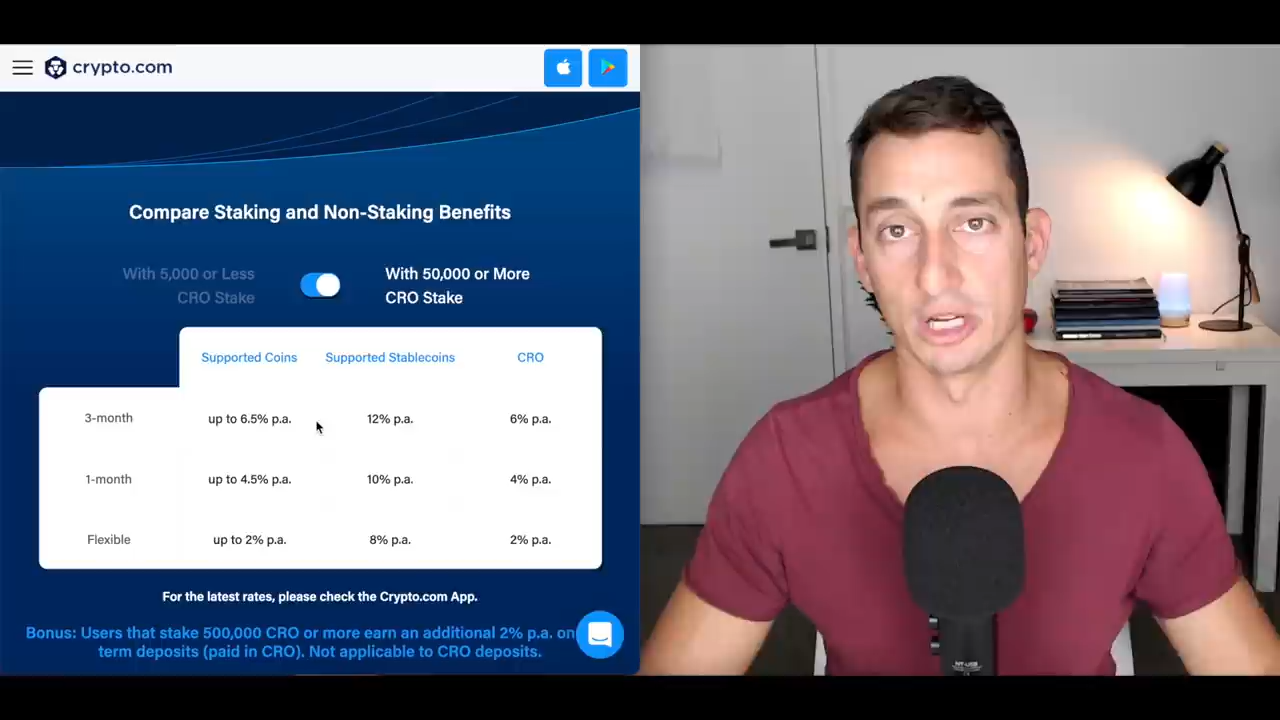 crypto.com
Compare Staking and Non-Staking Benefits
With 5,000 or Less
CRO Stake
With 50,000 or More
CRO Stake
Supported Coins Supported Stablecoins CRO
3-month up to 6.5% p.a. 12% p.a. 6% p.a.
1-month up to 4.5% p.a. 10% p.a. 4% p.a.
Flexible up to 2% p.a. 8% p.a. 2% p.a.
For the latest rates, please check the Crypto.com App.
Bonus: Users that stake 500,000 CRO or more earn an additional 2% p.a. on
term deposits (paid in CRO). Not applicable to CRO deposits.
NT-USB